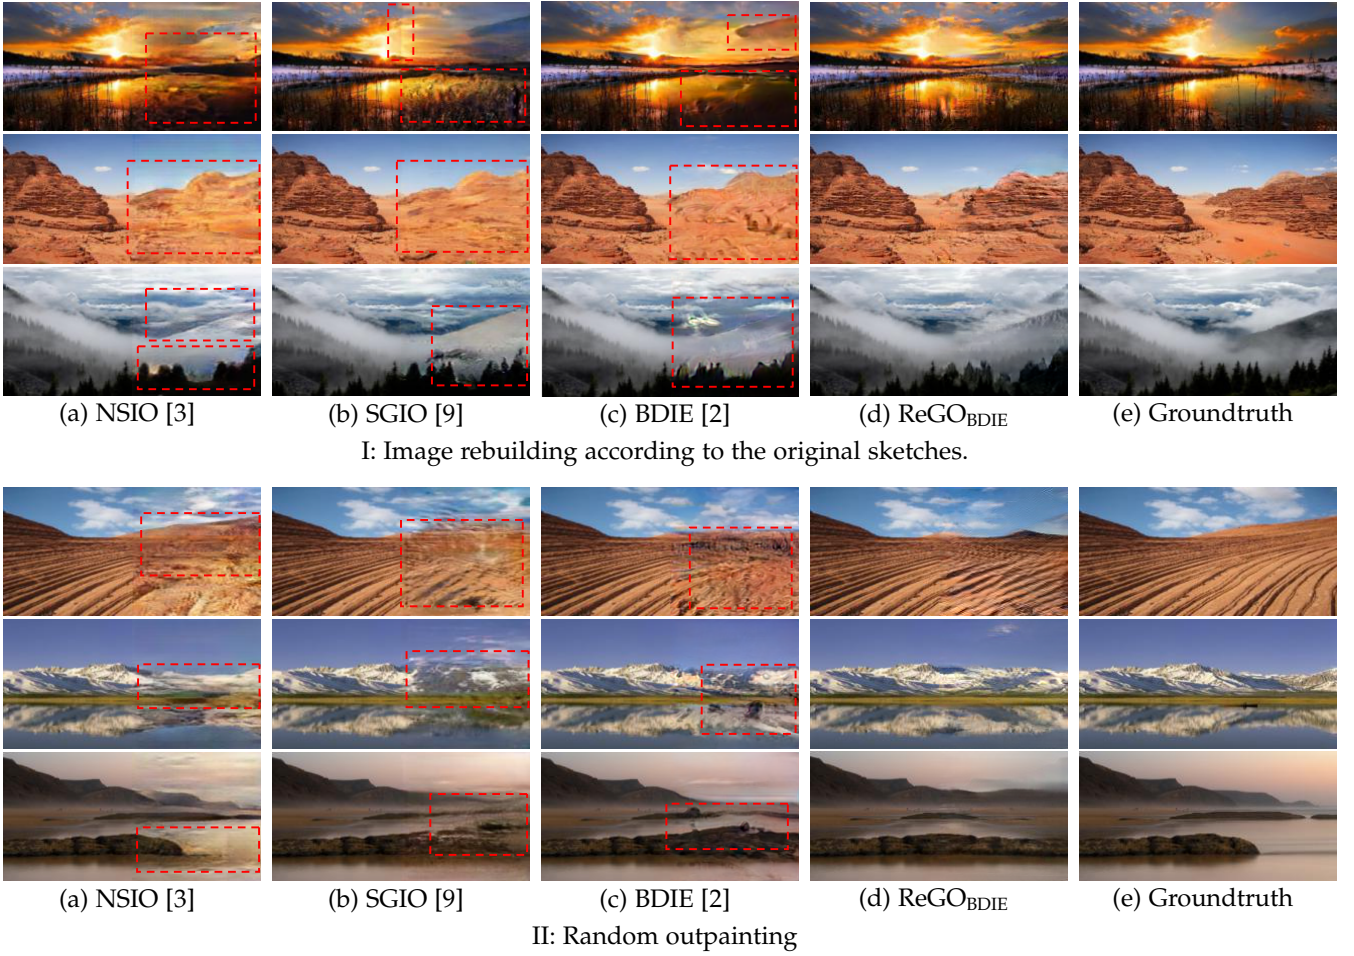 (a) NSIO [3]
(b) SGIO [9]
(c) BDIE [2]
(d) ReGO_BDIE
(e) Groundtruth
I: Image rebuilding according to the original sketches.
(a) NSIO [3]
(b) SGIO [9]
(c) BDIE [2]
(d) ReGO_BDIE
(e) Groundtruth
II: Random outpainting